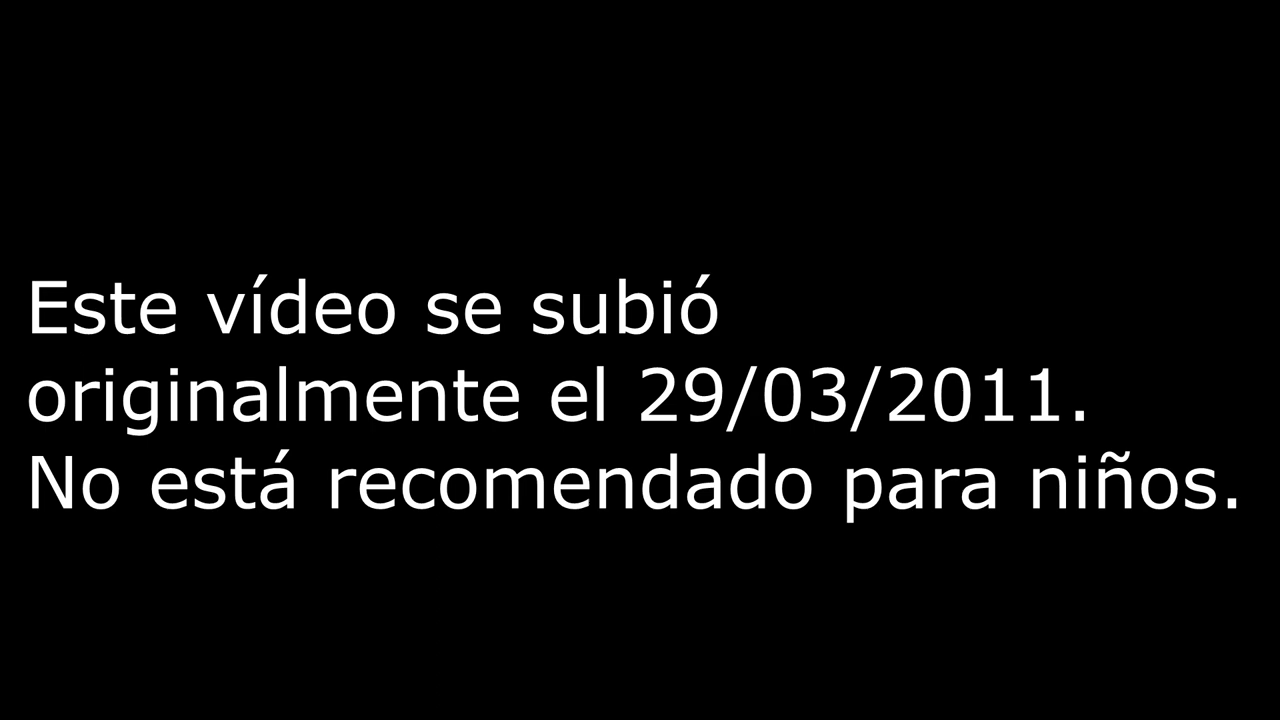 Este vídeo se subió
originalmente el 29/03/2011.
No está recomendado para niños.